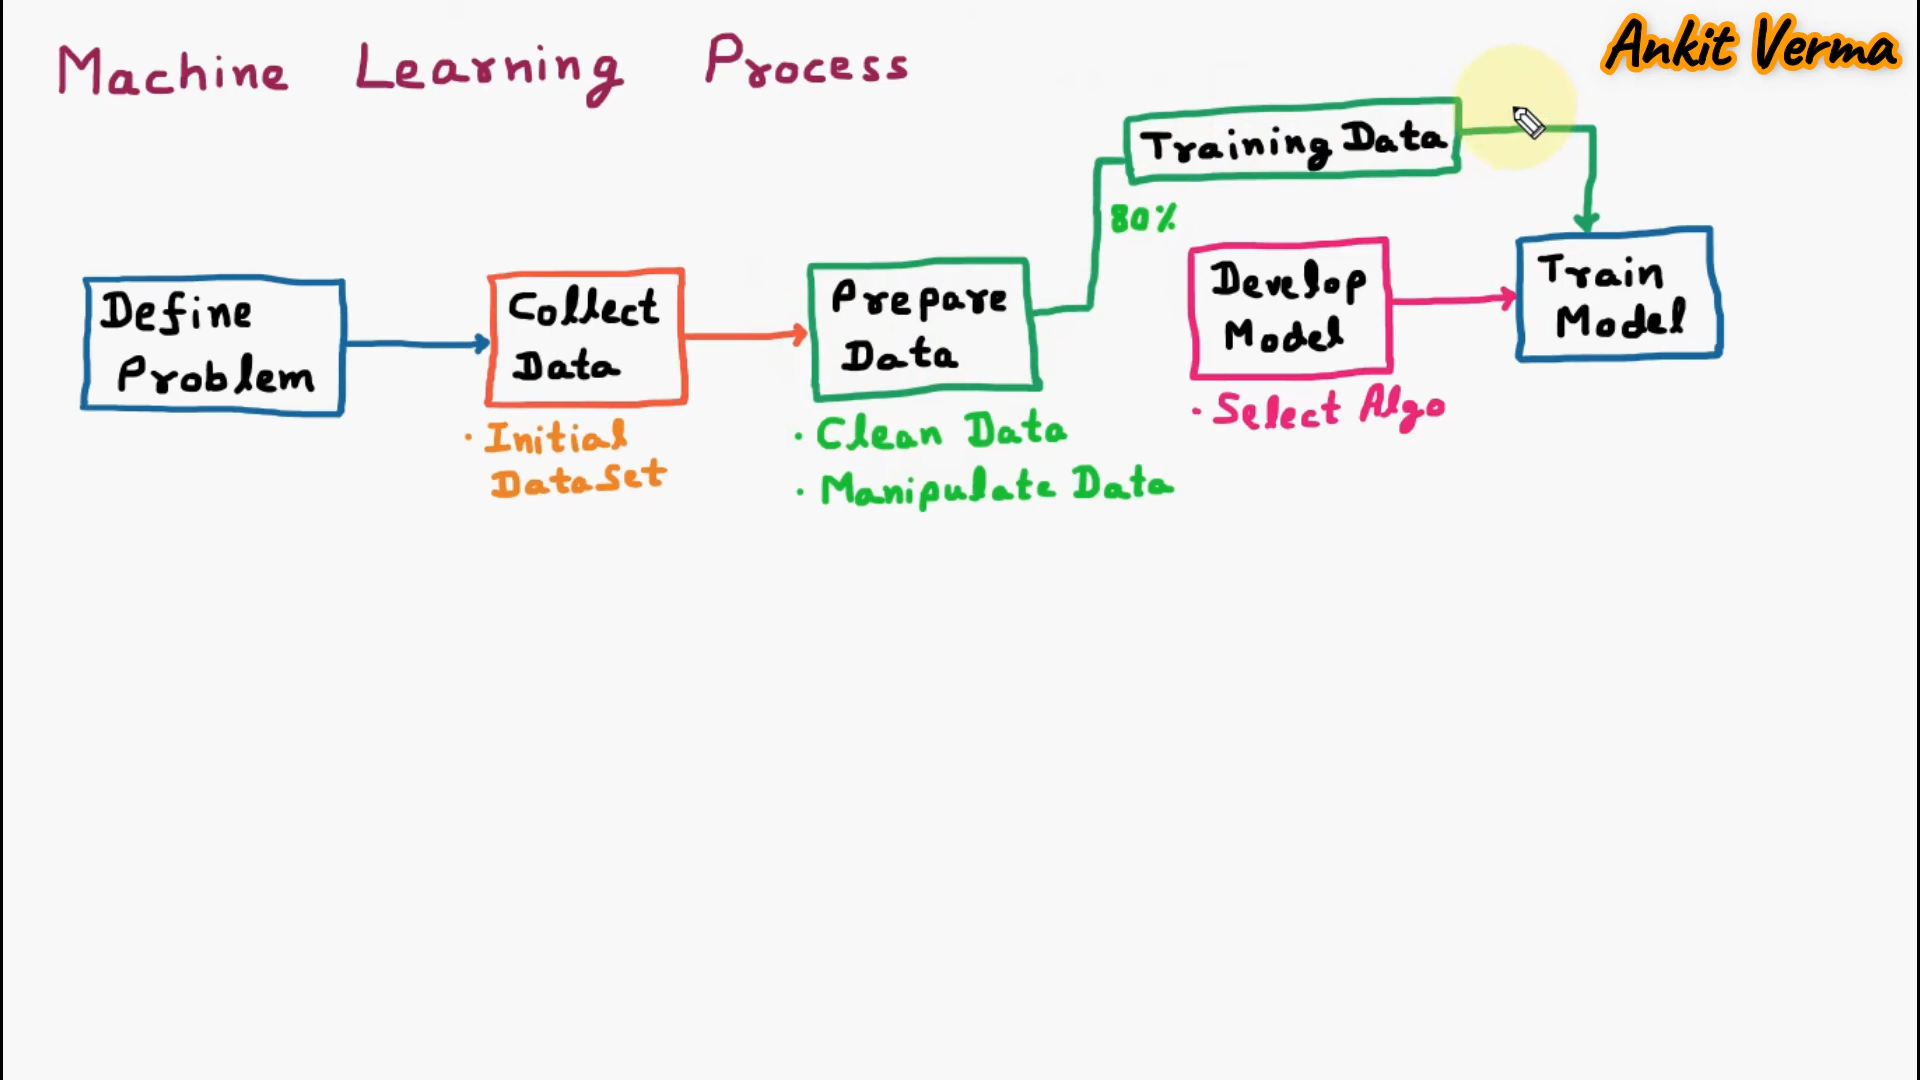 Machine Learning Process
Ankit Verma
Training Data
80%
Define
Problem
Collect
Data
Prepare
Data
Develop
Model
Train
Model
· Initial
DataSet
· Clean Data
· Manipulate Data
· Select Algo